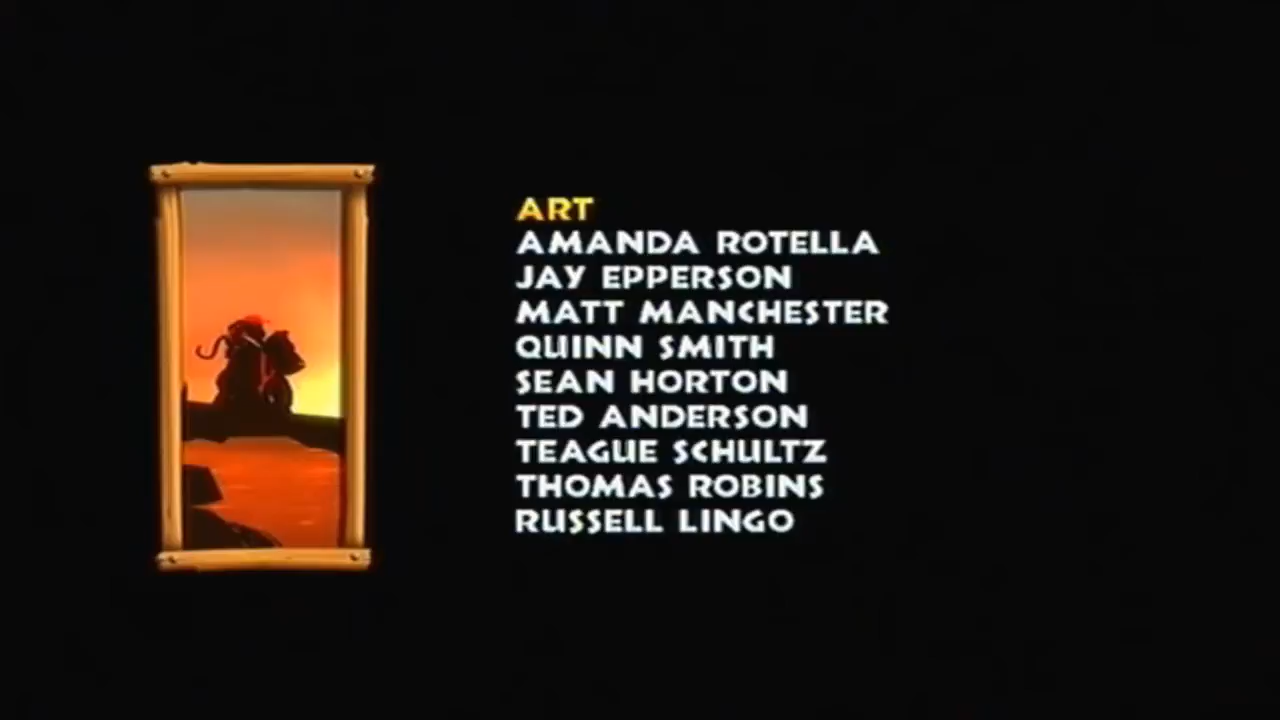 ART
AMANDA ROTELLA
JAY EPPERSON
MATT MANCHESTER
QUINN SMITH
SEAN HORTON
TED ANDERSON
TEAGUE SCHULTZ
THOMAS ROBINS
RUSSELL LINGO